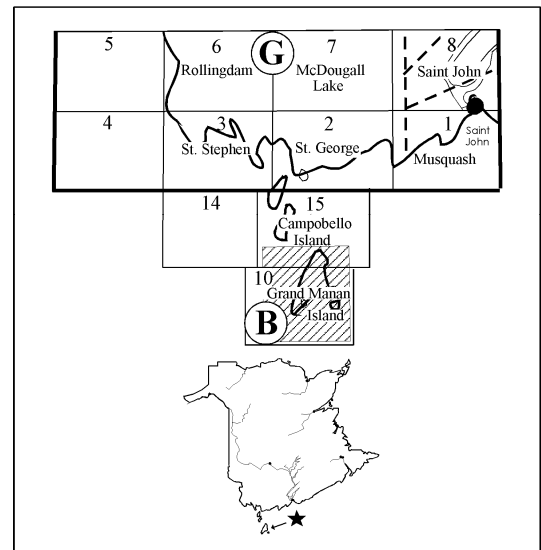 5
6
G
7
8
Rollingdam
McDougall
Lake
Saint John
4
3
2
1
St. Stephen
St. George
Saint
John
Musquash
14
15
Campobello
Island
10
Grand Manan
Island
B